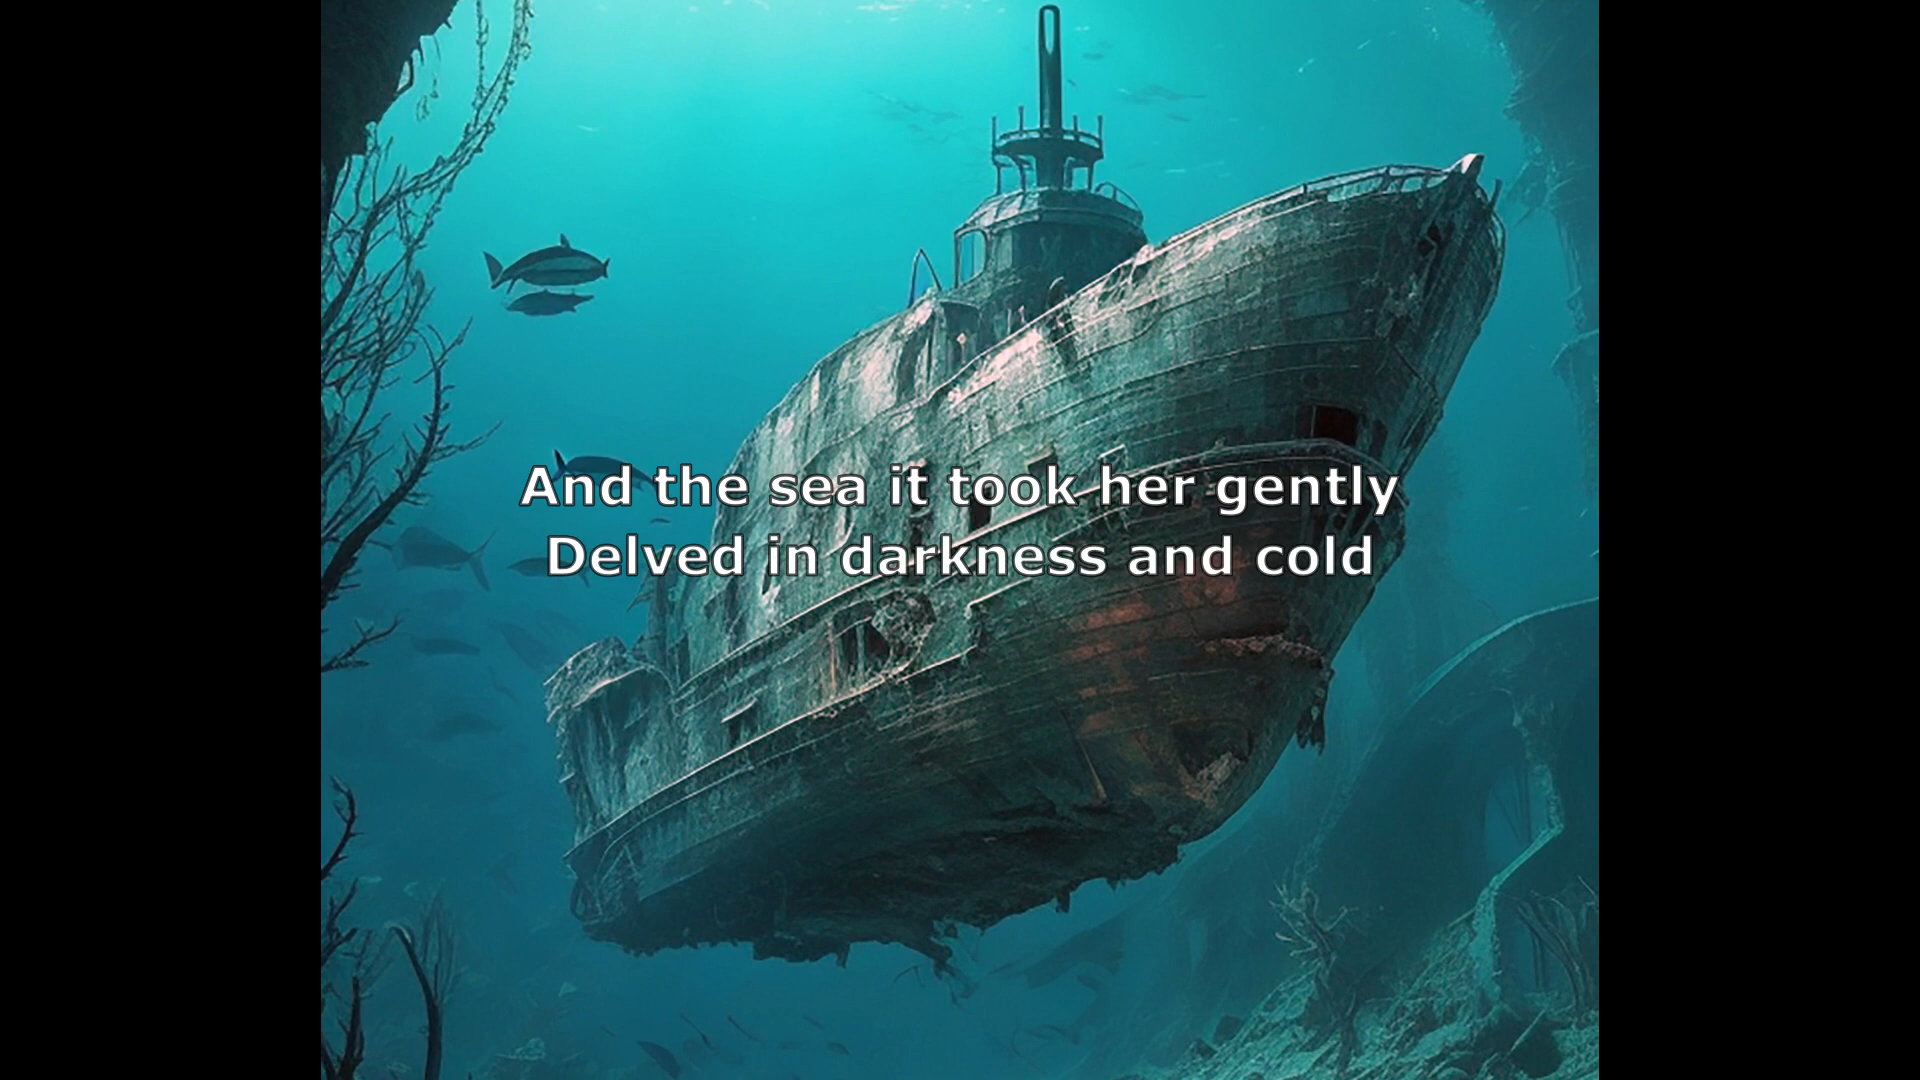 And the sea it took her gently
Delved in darkness and cold